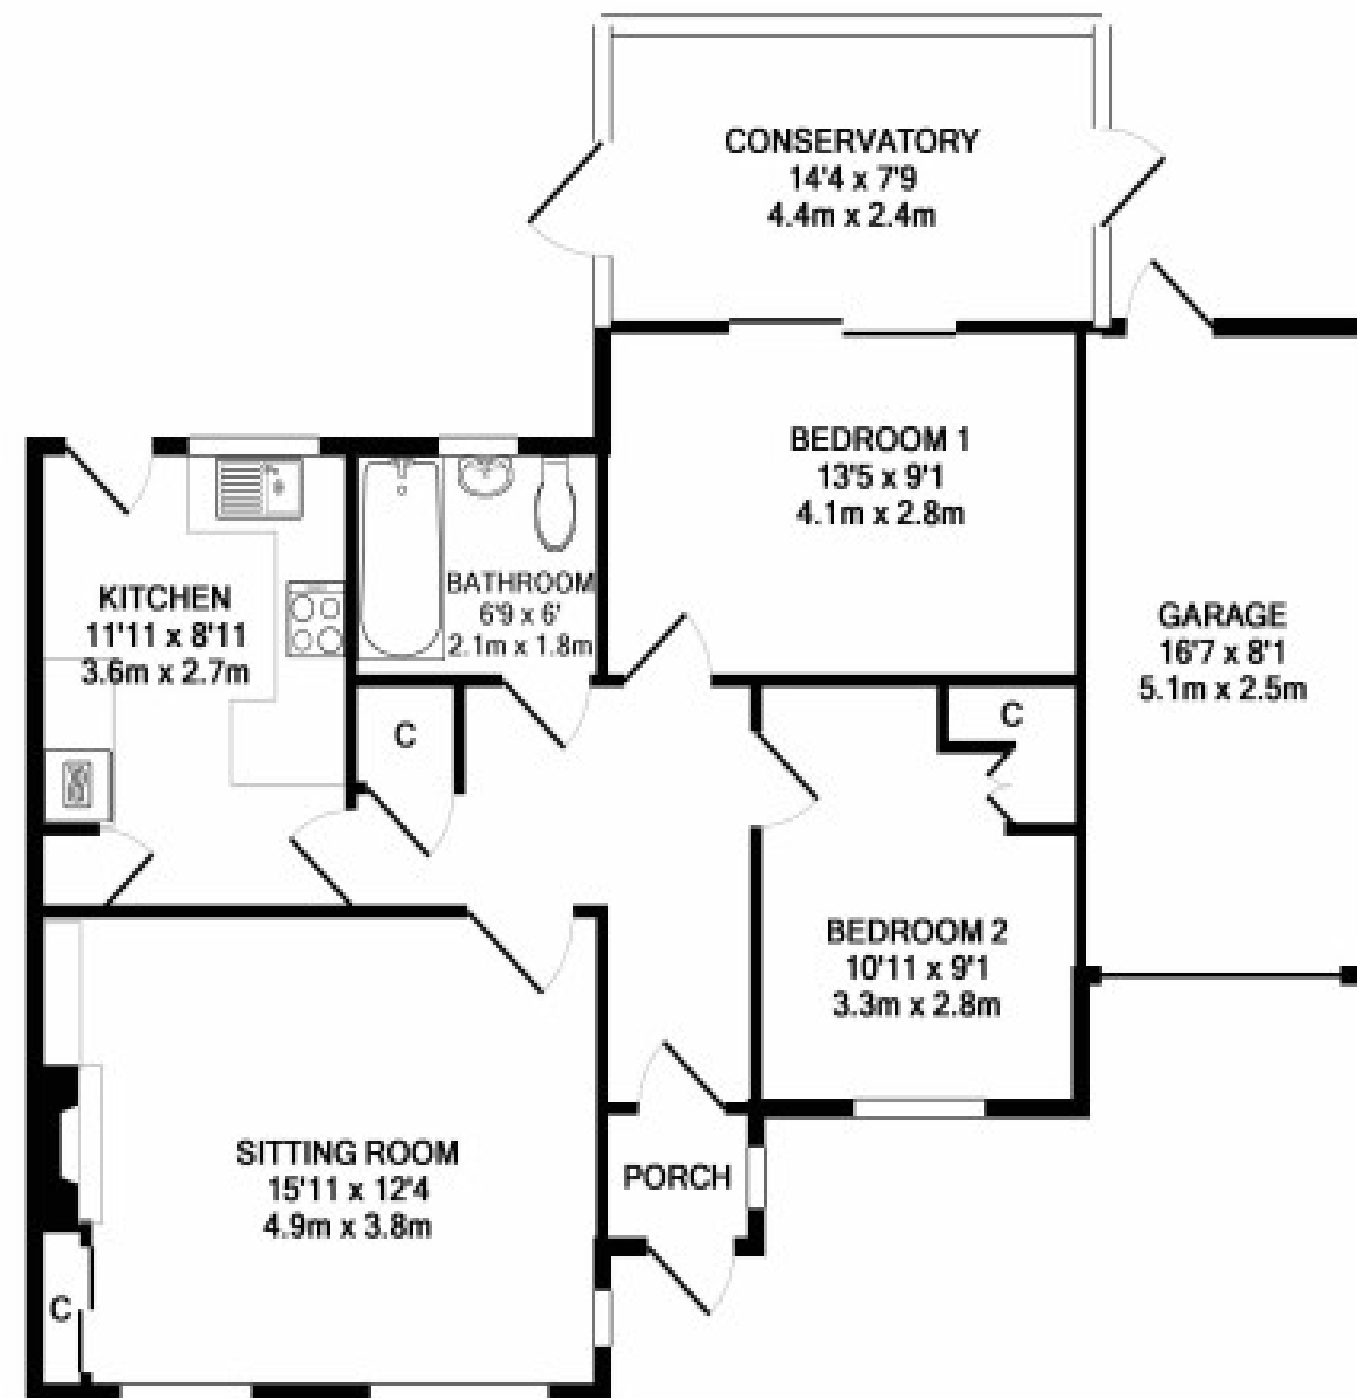 CONSERVATORY
14'4 x 7'9
4.4m x 2.4m
BEDROOM 1
13'5 x 9'1
4.1m x 2.8m
KITCHEN
11'11 x 8'11
3.6m x 2.7m
BATHROOM
6'9 x 6'
2.1m x 1.8m
GARAGE
16'7 x 8'1
5.1m x 2.5m
C
C
BEDROOM 2
10'11 x 9'1
3.3m x 2.8m
SITTING ROOM
15'11 x 12'4
4.9m x 3.8m
PORCH
C